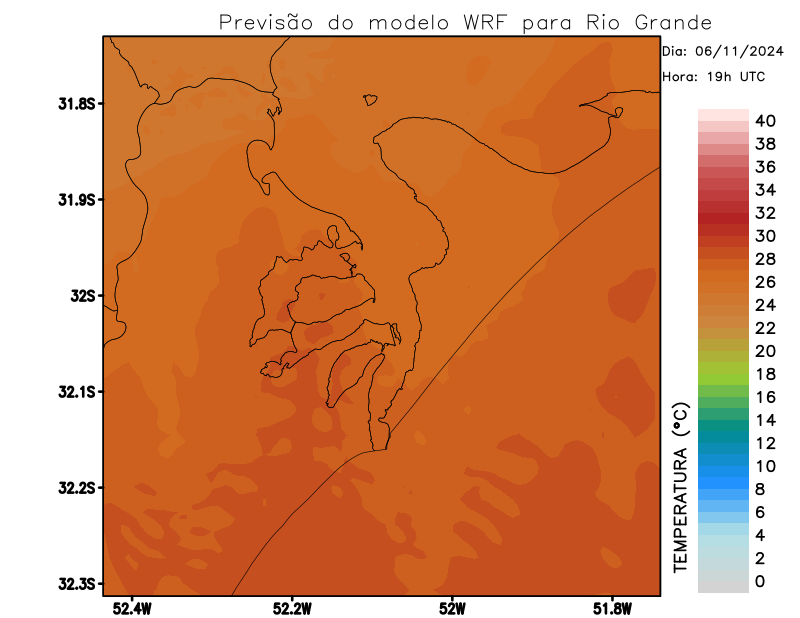 Previsão do modelo WRF para Rio Grande
Dia: 06/11/2024
Hora: 19h UTC
31.8S
31.9S
32S
32.1S
32.2S
32.3S
52.4W
52.2W
52W
51.8W
TEMPERATURA (°C)
40
38
36
34
32
30
28
26
24
22
20
18
16
14
12
10
8
6
4
2
0